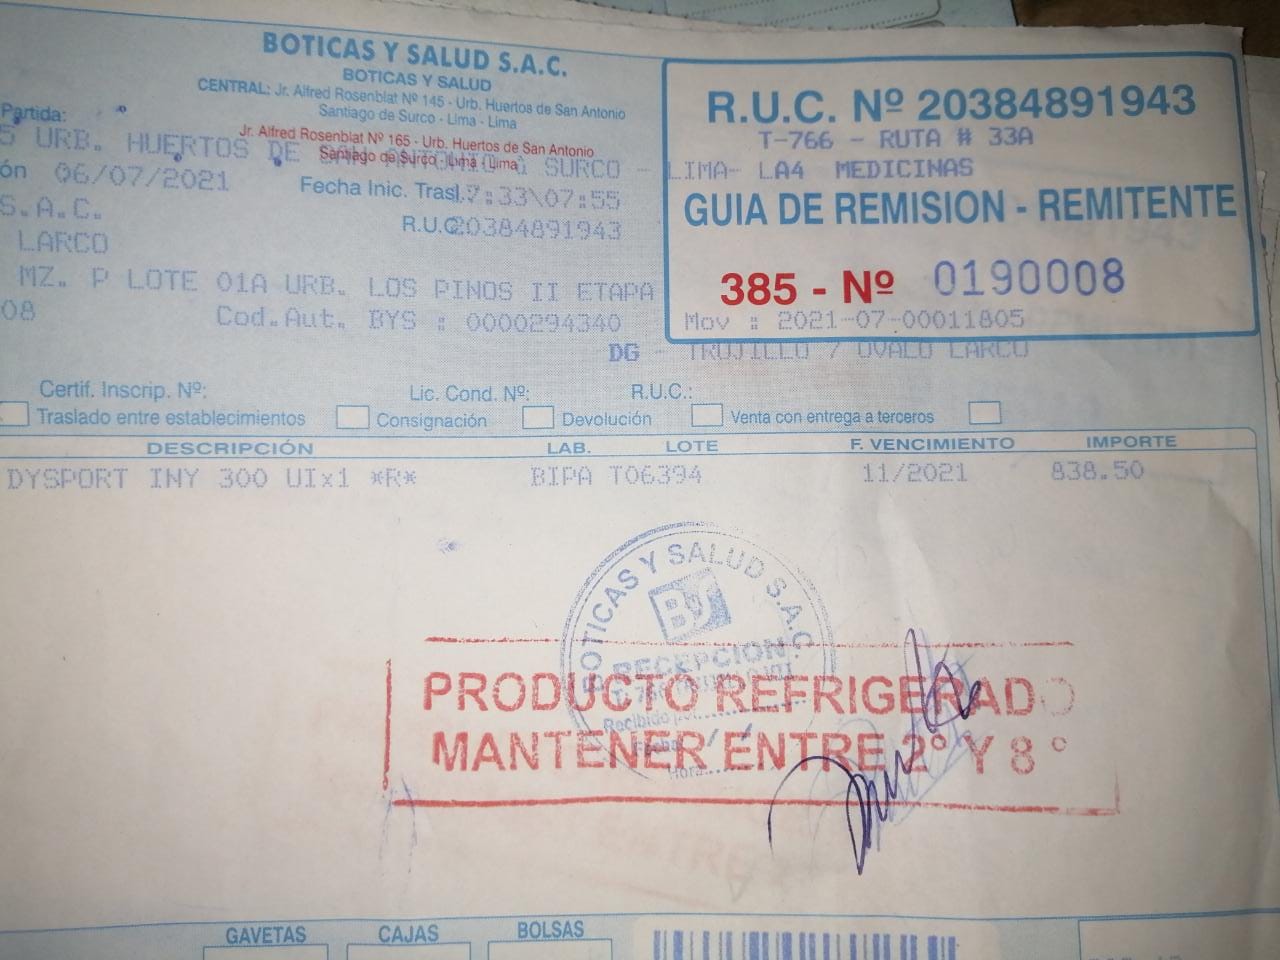 BOTICAS Y SALUD S.A.C.
BOTICAS Y SALUD
CENTRAL: Jr. Alfred Rosenblat Nº 145 - Urb. Huertos de San Antonio
Santiago de Surco - Lima - Lima
Jr. Alfred Rosenblat Nº 165 - Urb. Huertos de San Antonio
Santiago de Surco - Lima - Lima
R.U.C. Nº 20384891943
T-766 - RUTA # 33A
LIMA- LA4 MEDICINAS
GUIA DE REMISION - REMITENTE
385 - Nº 0190008
Mov : 2021-07-00011805
Partida:
5 URB. HUERTOS DE SURCO -
ón 06/07/2021 Fecha Inic. Trasl. 7:33\07:55
S.A.C. R.U.C. 20384891943
LARCO
MZ. P LOTE 01A URB. LOS PINOS II ETAPA
08 Cod.Aut. BYS : 0000294340
DG - TRUJILLO / OVALO LARCO
Certif. Inscrip. Nº: Lic. Cond. Nº: R.U.C.:
Traslado entre establecimientos Consignación Devolución Venta con entrega a terceros
DESCRIPCIÓN LAB. LOTE F. VENCIMIENTO IMPORTE
DYSPORT INY 300 UIx1 *R* BIPA T06394 11/2021 838.50
BOTICAS Y SALUD S.A.C.
RECEPCION
Recibido
Fecha
Hora
PRODUCTO REFRIGERADO
MANTENER ENTRE 2° Y 8°
GAVETAS CAJAS BOLSAS